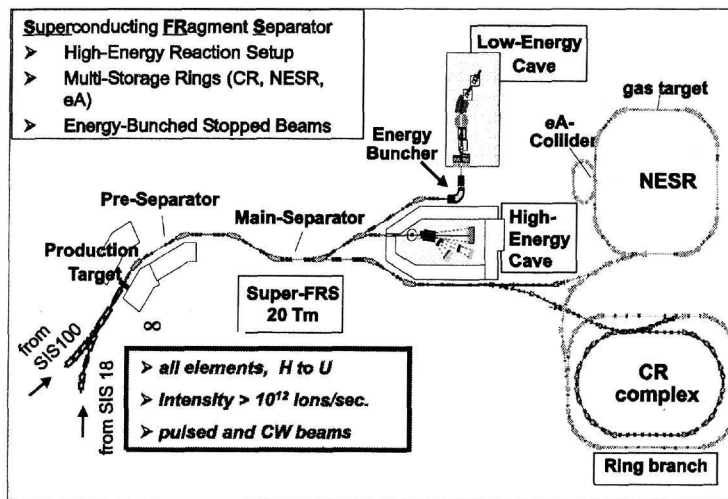 Superconducting FRagment Separator
➢ High-Energy Reaction Setup
➢ Multi-Storage Rings (CR, NESR,
eA)
➢ Energy-Bunched Stopped Beams
Low-Energy
Cave
gas target
eA-
Collider
NESR
Energy
Buncher
Pre-Separator
Main-Separator
Production
Target
High-
Energy
Cave
Super-FRS
20 Tm
∞
from
SIS100
from SIS 18
➢ all elements, H to U
➢ Intensity > 10¹² Ions/sec.
➢ pulsed and CW beams
CR
complex
Ring branch